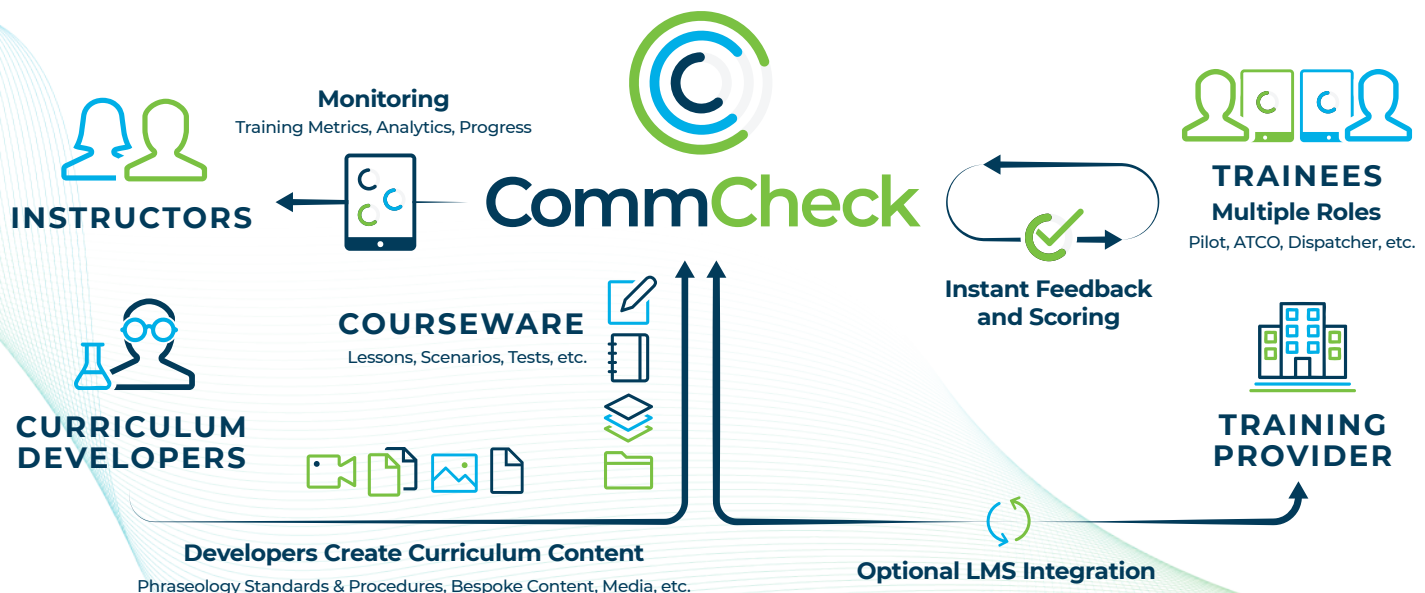 Monitoring
Training Metrics, Analytics, Progress
INSTRUCTORS
CommCheck
TRAINEES
Multiple Roles
Pilot, ATCO, Dispatcher, etc.
Instant Feedback
and Scoring
COURSEWARE
Lessons, Scenarios, Tests, etc.
CURRICULUM
DEVELOPERS
TRAINING
PROVIDER
Developers Create Curriculum Content
Phraseology Standards & Procedures, Bespoke Content, Media, etc.
Optional LMS Integration